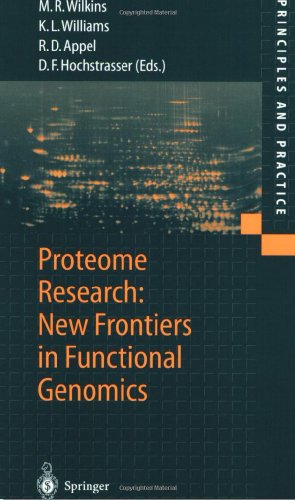 M.R.Wilkins
K.L.Williams
R.D.Appel
D.F.Hochstrasser (Eds.)
PRINCIPLES AND PRACTICE
Proteome
Research:
New Frontiers
in Functional
Genomics
Springer